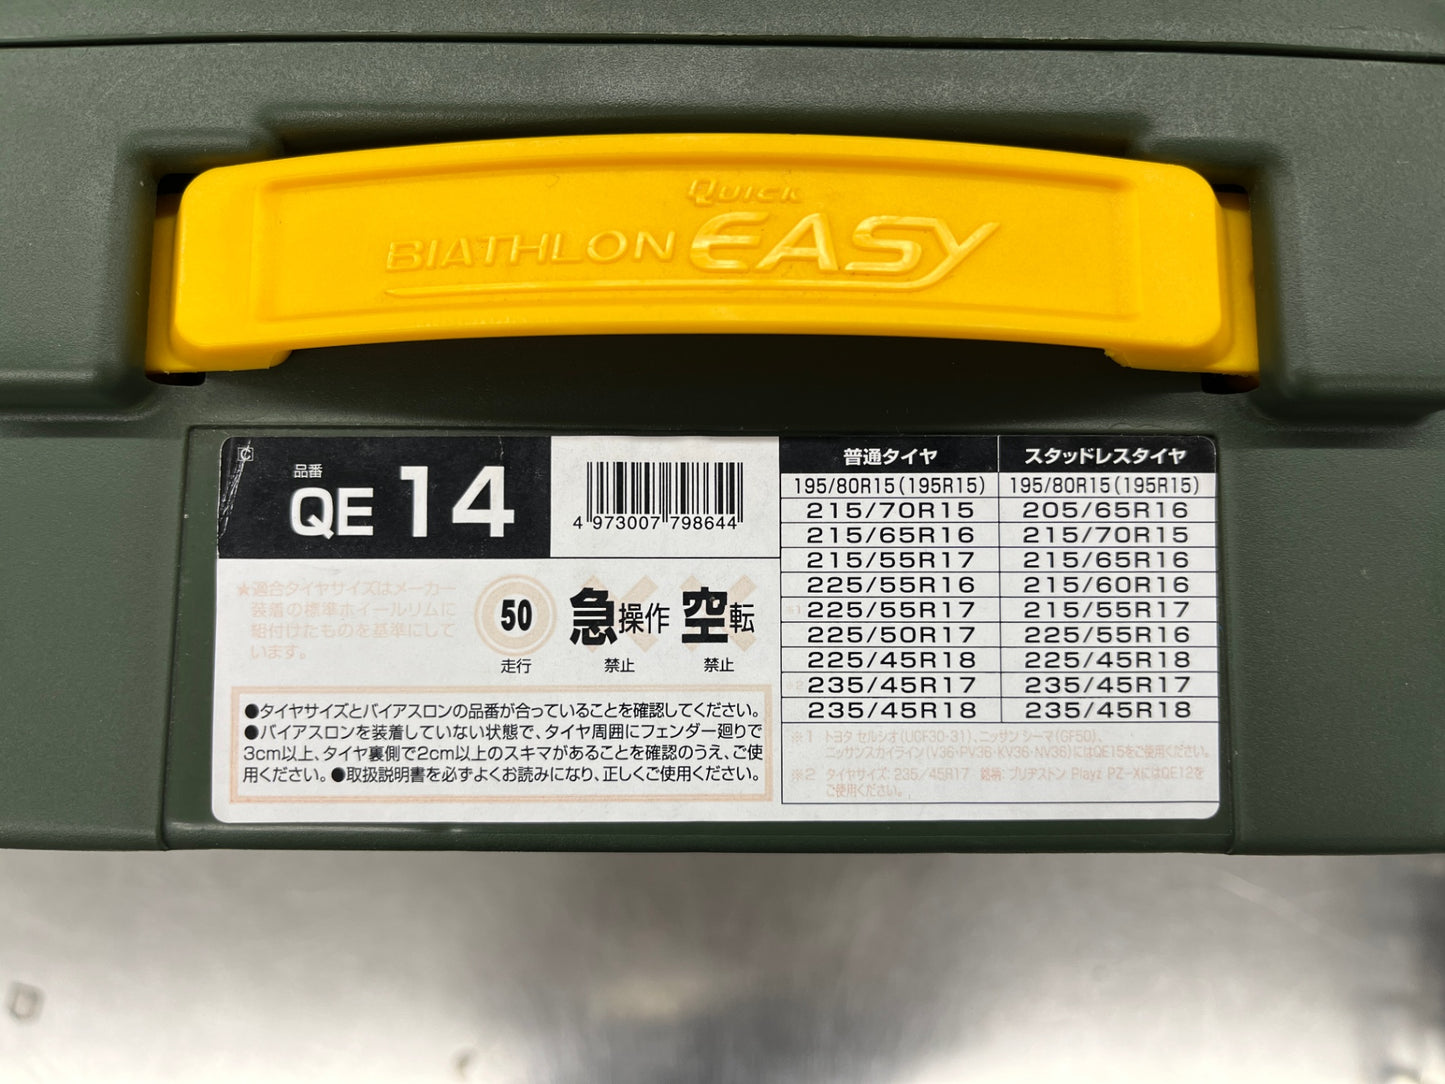 QUICK
BIATHLON EASY
C
品番
QE 14
4 973007 798644
★適合タイヤサイズはメーカー
装着の標準ホイールリムに
組付けたものを基準にして
います。
50
走行
急操作
禁止
空転
禁止
●タイヤサイズとバイアスロンの品番が合っていることを確認してください。
●バイアスロンを装着していない状態で、タイヤ周囲にフェンダー廻りで
3cm以上、タイヤ裏側で2cm以上のスキマがあることを確認のうえ、ご使
用ください。●取扱説明書を必ずよくお読みになり、正しくご使用ください。
普通タイヤ スタッドレスタイヤ
195/80R15(195R15) 195/80R15(195R15)
215/70R15 205/65R16
215/65R16 215/70R15
215/55R17 215/65R16
225/55R16 215/60R16
※1 225/55R17 215/55R17
225/50R17 225/55R16
225/45R18 225/45R18
※2 235/45R17 235/45R17
235/45R18 235/45R18
※1 トヨタ セルシオ(UCF30・31)、ニッサン シーマ(GF50)、
ニッサンスカイライン(V36・PV36・KV36・NV36)にはQE15をご使用ください。
※2 タイヤサイズ: 235/45R17 銘柄: ブリヂストン Playz PZ-XにはQE12を
ご使用ください。